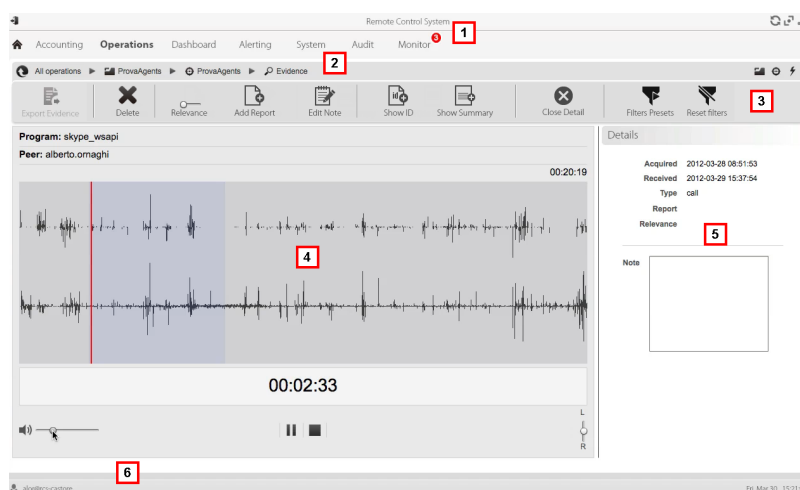 Remote Control System
1
Accounting Operations Dashboard Alerting System Audit Monitor 3
2
All operations ProvaAgents ProvaAgents Evidence
Export Evidence Delete Relevance Add Report Edit Note Show ID Show Summary Close Detail Filters Presets Reset filters
3
Program: skype_wsapi
Peer: alberto.ornaghi
00:20:19
4
00:02:33
L
R
Details
Acquired 2012-03-28 08:51:53
Received 2012-03-29 15:37:54
Type call
Report
Relevance
5
Note
6
Fri, Mar 30